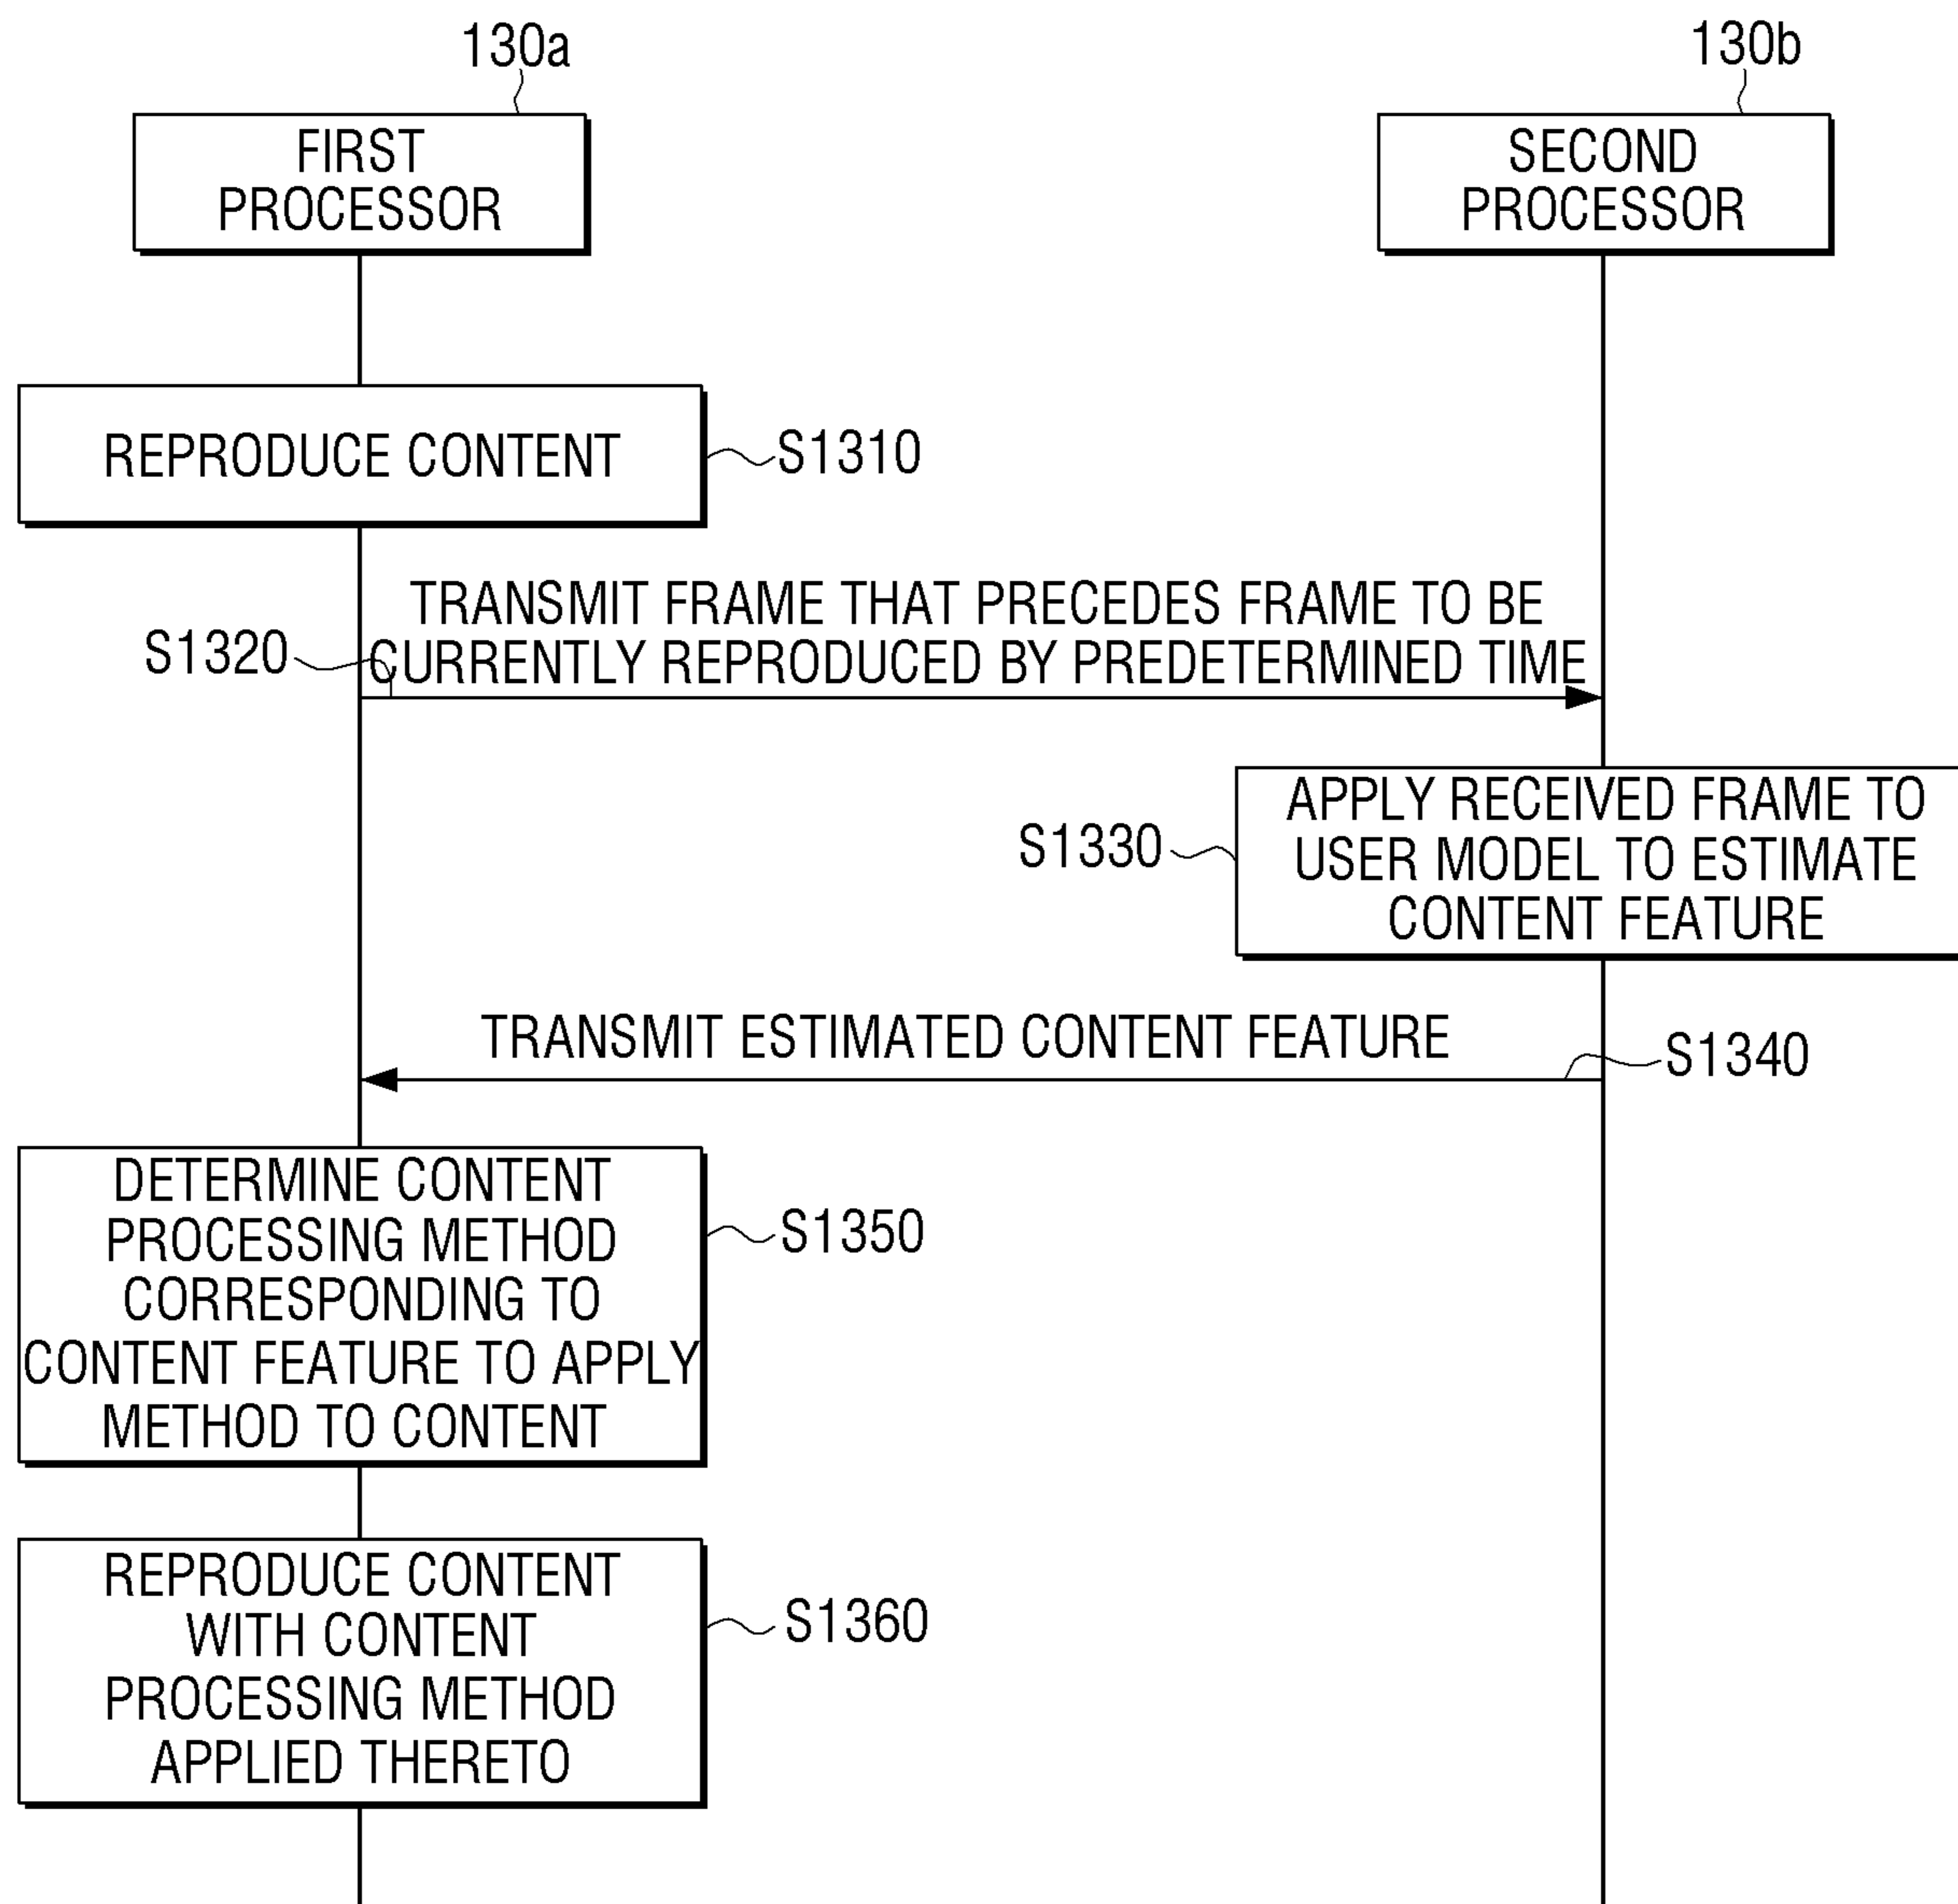 130a
130b
FIRST
PROCESSOR
SECOND
PROCESSOR
REPRODUCE CONTENT
S1310
TRANSMIT FRAME THAT PRECEDES FRAME TO BE
CURRENTLY REPRODUCED BY PREDETERMINED TIME
S1320
APPLY RECEIVED FRAME TO
USER MODEL TO ESTIMATE
CONTENT FEATURE
S1330
TRANSMIT ESTIMATED CONTENT FEATURE
S1340
DETERMINE CONTENT
PROCESSING METHOD
CORRESPONDING TO
CONTENT FEATURE TO APPLY
METHOD TO CONTENT
S1350
REPRODUCE CONTENT
WITH CONTENT
PROCESSING METHOD
APPLIED THERETO
S1360